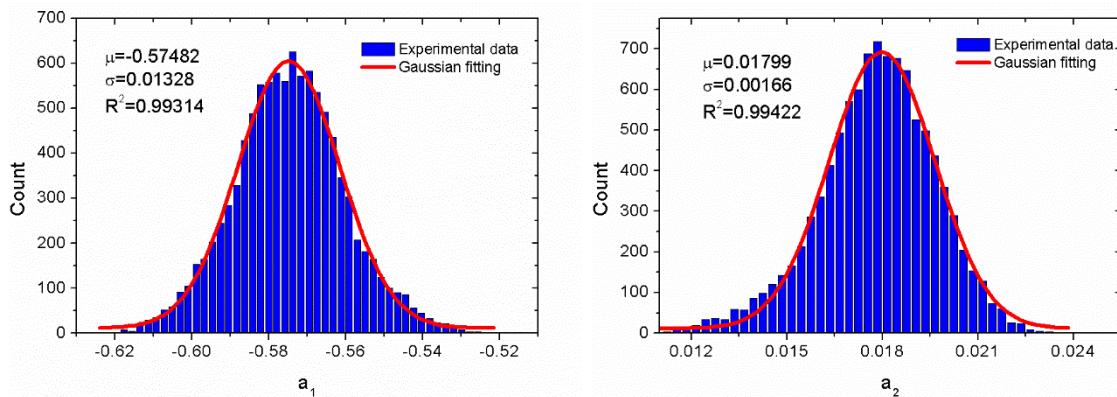 700
600
500
400
300
200
100
0
Count
μ=-0.57482
σ=0.01328
R²=0.99314
Experimental data
Gaussian fitting
-0.62
-0.60
-0.58
-0.56
-0.54
-0.52
a₁
700
600
500
400
300
200
100
0
Count
μ=0.01799
σ=0.00166
R²=0.99422
Experimental data.
Gaussian fitting
0.012
0.015
0.018
0.021
0.024
a₂